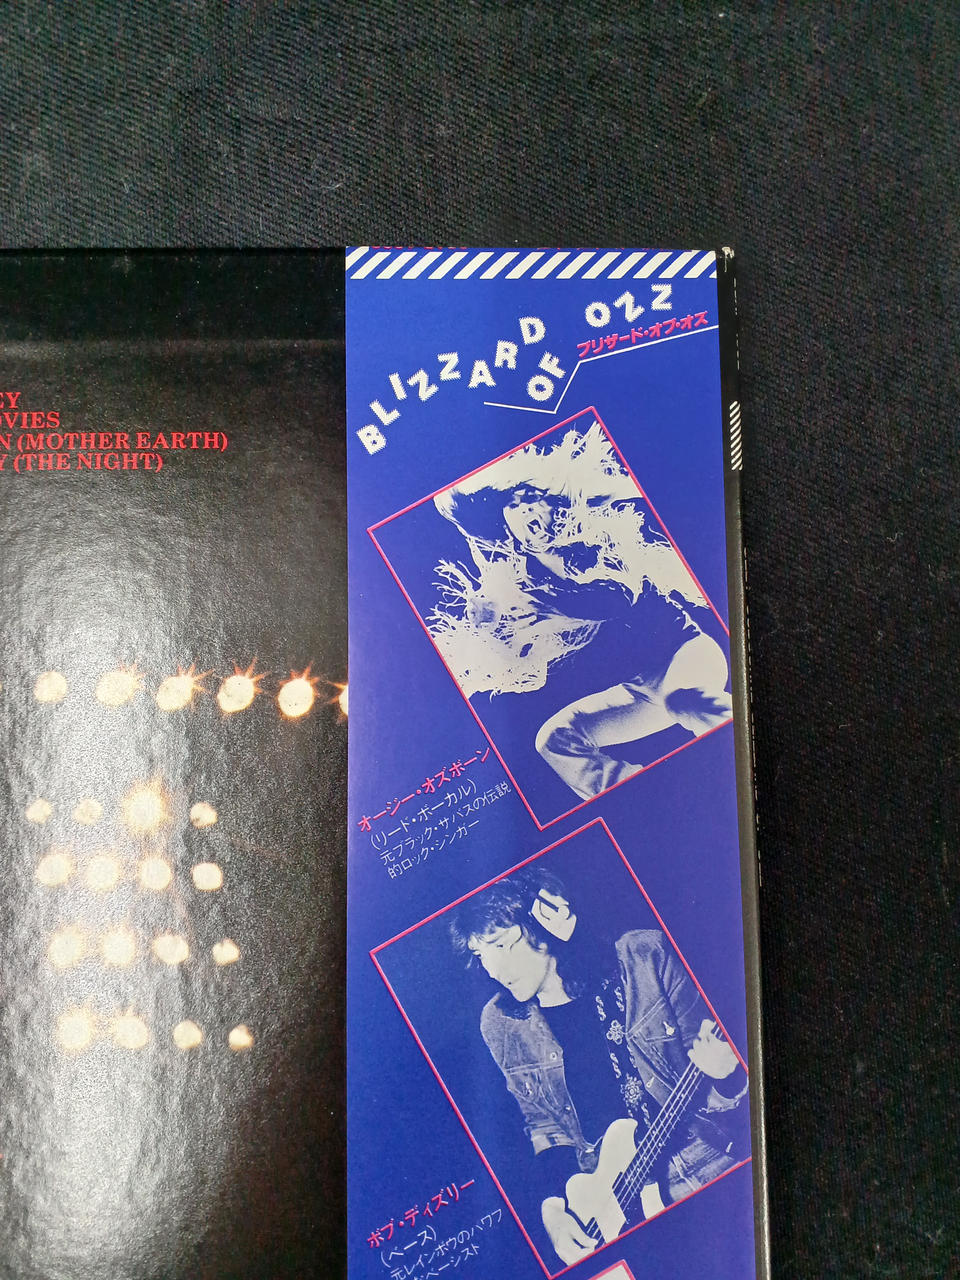 EY
OVIES
N (MOTHER EARTH)
Y (THE NIGHT)
BLIZZARD OF OZZ
ブリザード・オブ・オズ
オージー・オズボーン
(リード・ボーカル)
元ブラック・サバスの伝説
的ロック・シンガー
ボブ・ディズリー
(ベース)
元レインボウのパワフ
ベーシスト